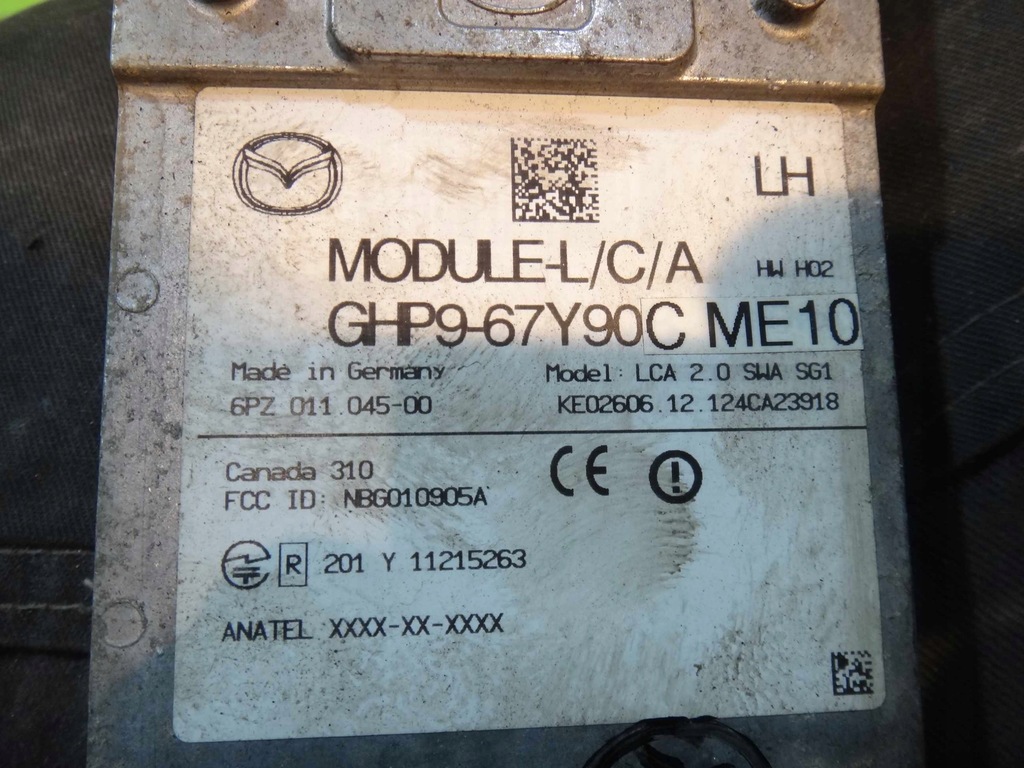 LH
MODULE-L/C/A HW H02
GHP9-67Y90C ME10
Made in Germany Model: LCA 2.0 SWA SG1
6PZ 011.045-00 KE02606.12.124CA23918
Canada 310
FCC ID: NBG010905A
CE
R 201 Y 11215263
ANATEL XXXX-XX-XXXX